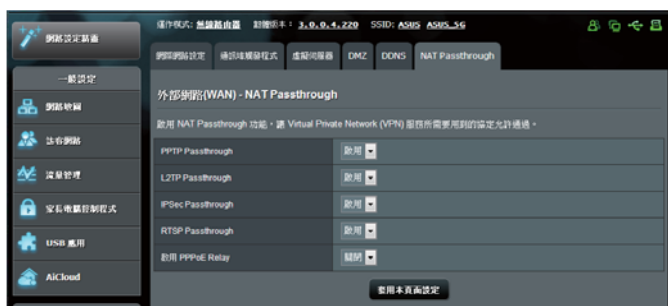 運作模式: 無線路由器 韌體版本: 3.0.0.4.220 SSID: ASUS ASUS_5G
網路設定精靈
網際網路設定 通訊埠觸發程式 虛擬伺服器 DMZ DDNS NAT Passthrough
一般設定
網路地圖
訪客網路
流量管理
家長電腦控制程式
USB 應用
AiCloud
外部網路(WAN) - NAT Passthrough
啟用 NAT Passthrough 功能,讓 Virtual Private Network (VPN) 服務所需要用到的協定允許通過。
PPTP Passthrough 啟用
L2TP Passthrough 啟用
IPSec Passthrough 啟用
RTSP Passthrough 啟用
啟用 PPPoE Relay 關閉
套用本頁面設定